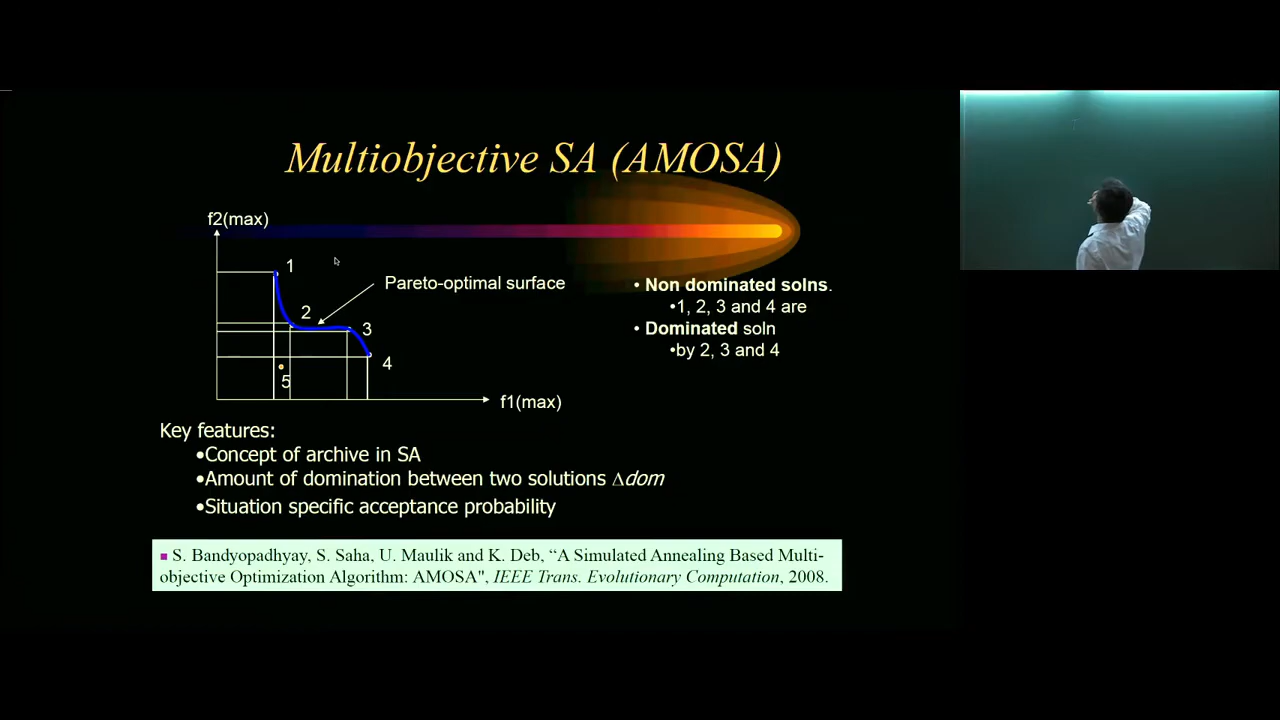 Multiobjective SA (AMOSA)
f2(max)
1
Pareto-optimal surface
2
3
4
5
f1(max)
• Non dominated solns.
•1, 2, 3 and 4 are
• Dominated soln
•by 2, 3 and 4
Key features:
•Concept of archive in SA
•Amount of domination between two solutions Δdom
•Situation specific acceptance probability
S. Bandyopadhyay, S. Saha, U. Maulik and K. Deb, “A Simulated Annealing Based Multi-
objective Optimization Algorithm: AMOSA", IEEE Trans. Evolutionary Computation, 2008.